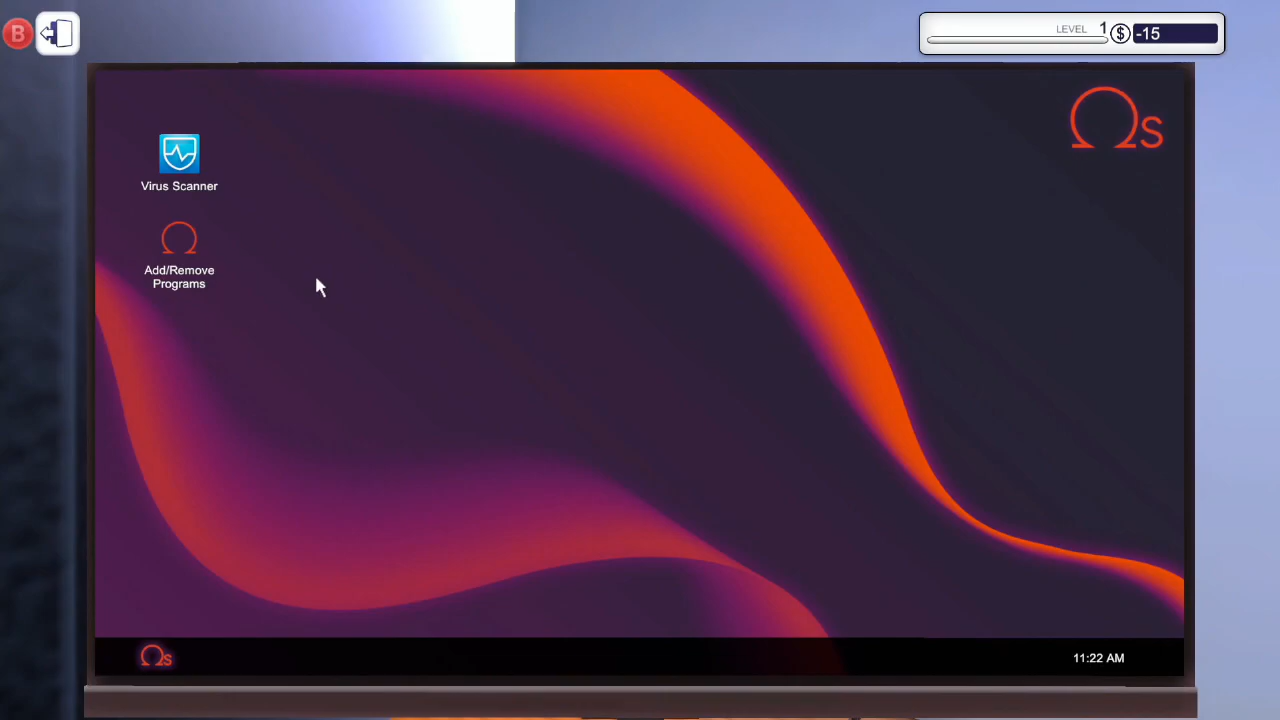 B
LEVEL 1
$ -15
Ωs
Virus Scanner
Add/Remove
Programs
Ωs
11:22 AM